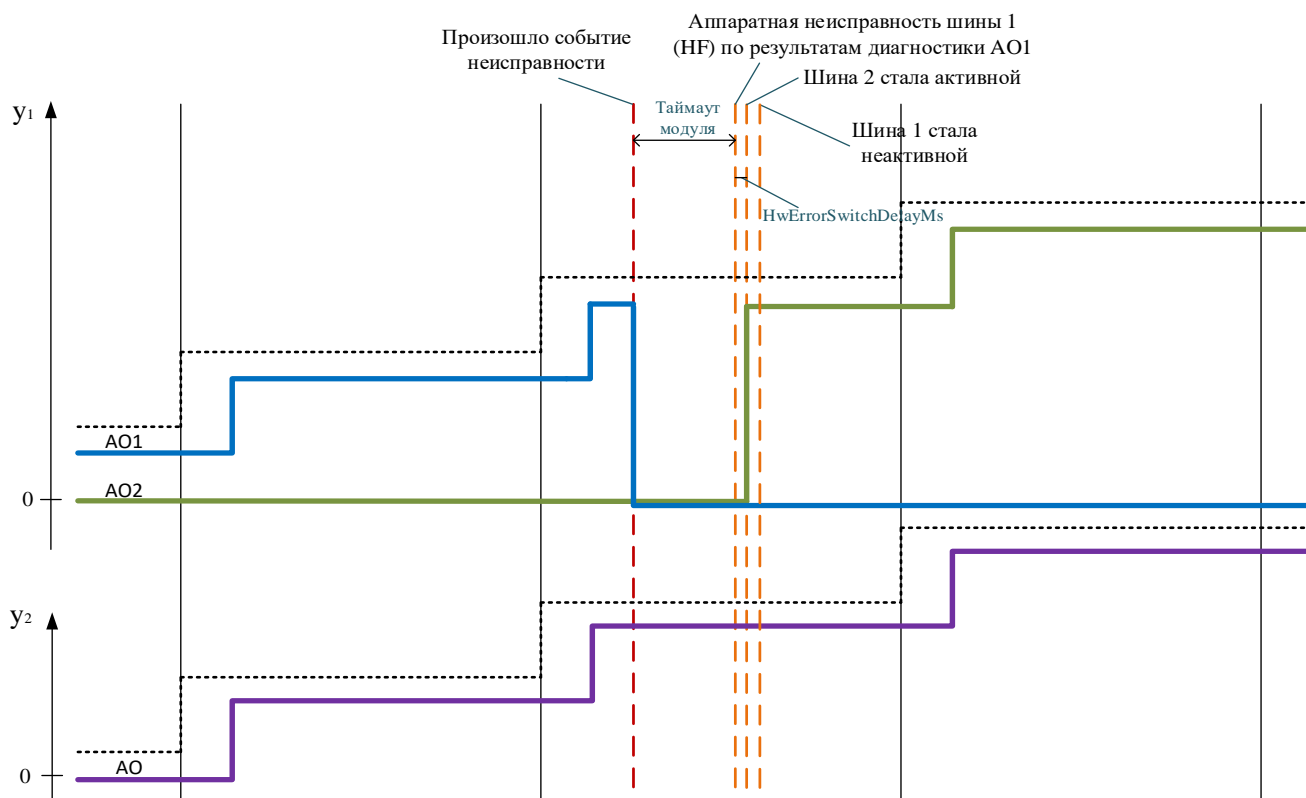 Произошло событие
неисправности
Аппаратная неисправность шины 1
(HF) по результатам диагностики АО1
Шина 2 стала активной
Таймаут
модуля
Шина 1 стала
неактивной
HwErrorSwitchDelayMs
y1
AO1
AO2
0
y2
AO
0